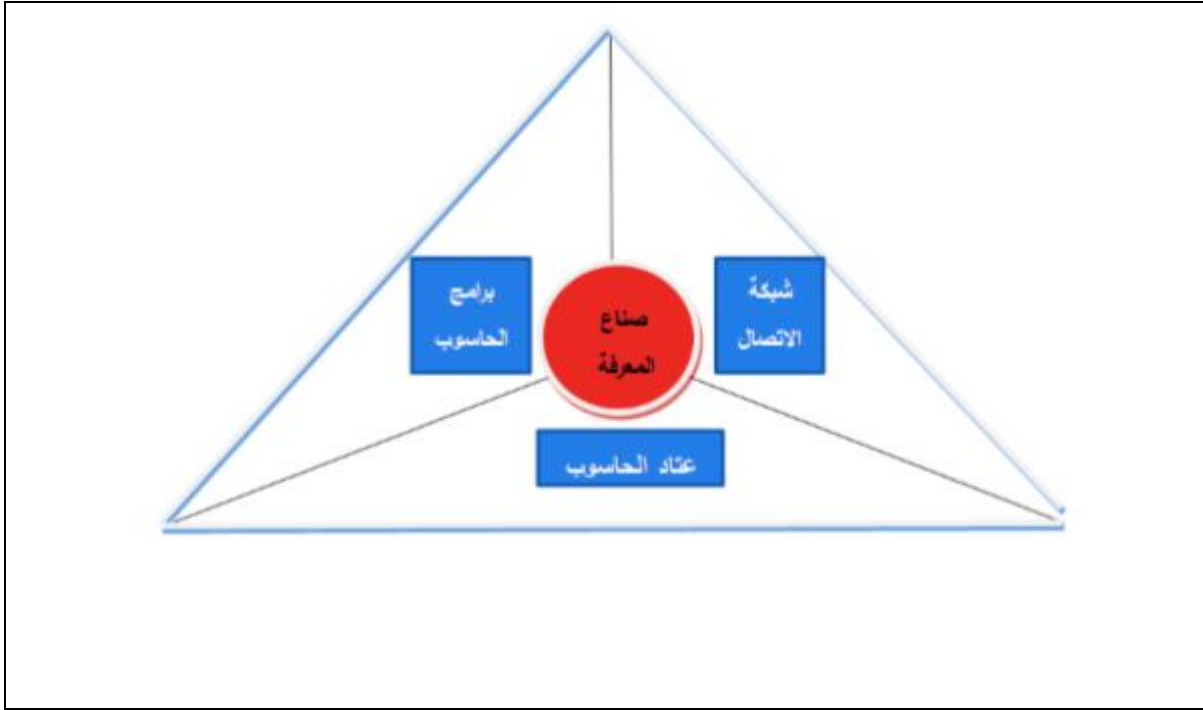 شبكة
الاتصال
صناع
المعرفة
برامج
الحاسوب
عتاد الحاسوب